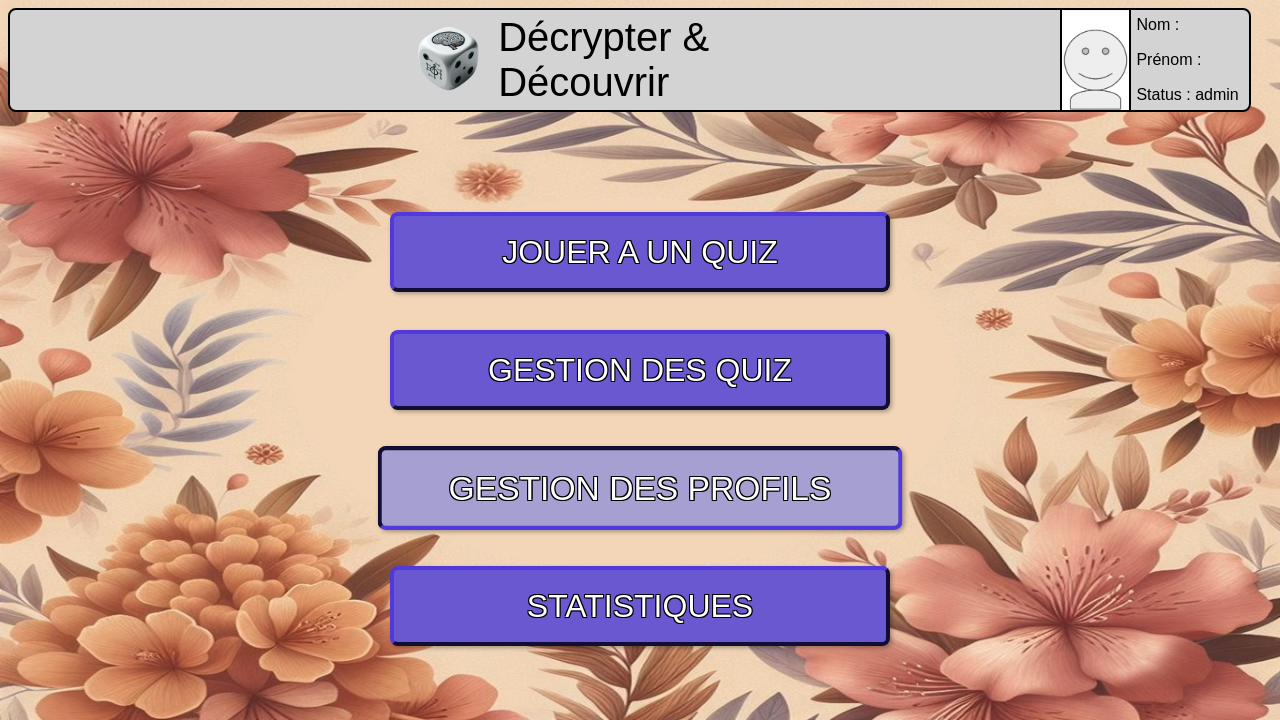 Décrypter &
Découvrir
Nom :
Prénom :
Status : admin
JOUER A UN QUIZ
GESTION DES QUIZ
GESTION DES PROFILS
STATISTIQUES